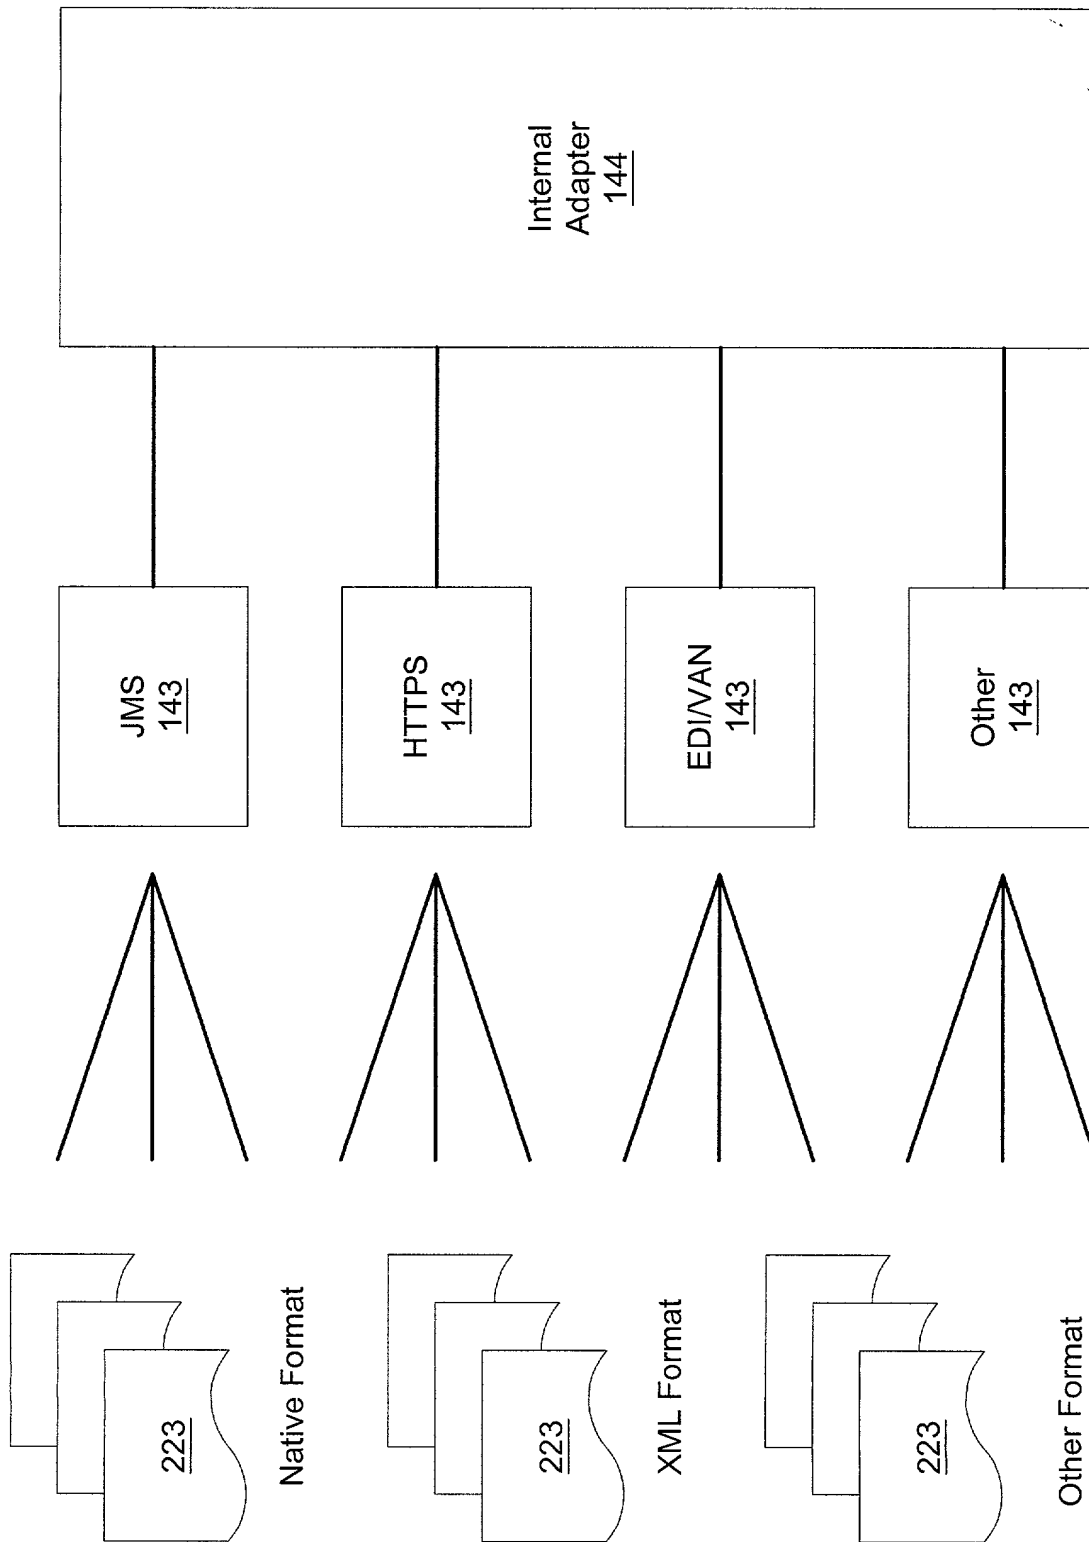 223
Native Format
223
XML Format
223
Other Format
JMS
143
HTTPS
143
EDI/VAN
143
Other
143
Internal
Adapter
144